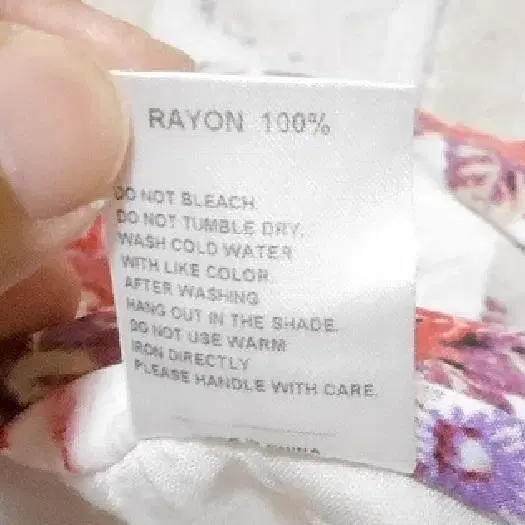 RAYON 100%
DO NOT BLEACH
DO NOT TUMBLE DRY.
WASH COLD WATER
WITH LIKE COLOR.
AFTER WASHING
HANG OUT IN THE SHADE.
DO NOT USE WARM
IRON DIRECTLY
PLEASE HANDLE WITH CARE.
CHINA